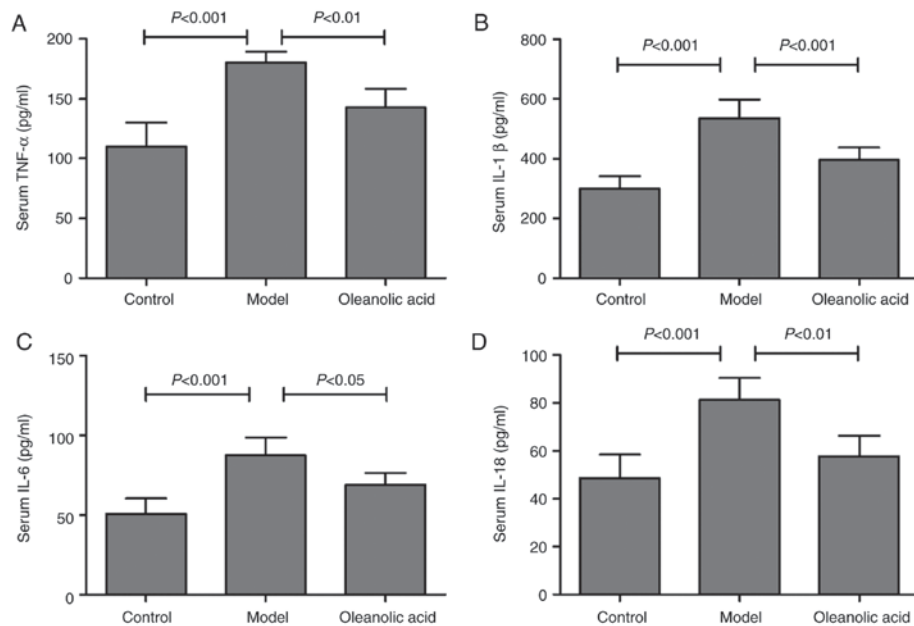 A
P<0.001
P<0.01
Serum TNF-α (pg/ml)
200
150
100
50
0
Control
Model
Oleanolic acid
B
P<0.001
P<0.001
Serum IL-1 β (pg/ml)
800
600
400
200
0
Control
Model
Oleanolic acid
C
P<0.001
P<0.05
Serum IL-6 (pg/ml)
150
100
50
0
Control
Model
Oleanolic acid
D
P<0.001
P<0.01
Serum IL-18 (pg/ml)
100
80
60
40
20
0
Control
Model
Oleanolic acid